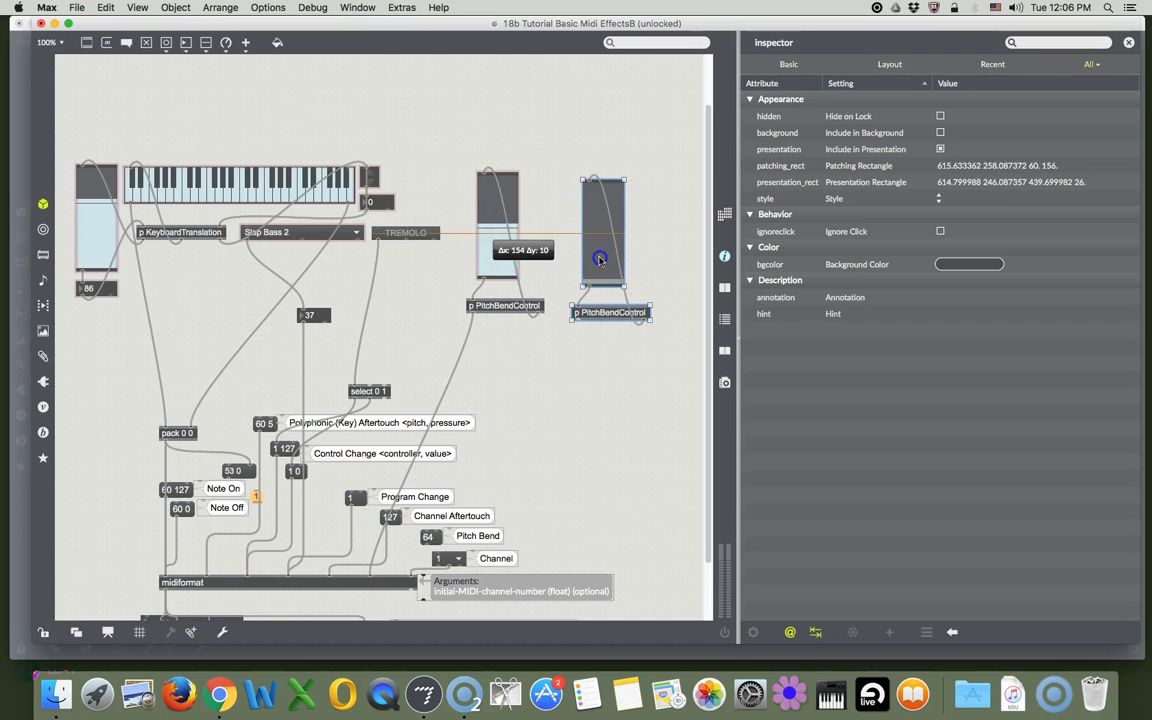 Max File Edit View Object Arrange Options Debug Window Extras Help
Tue 12:06 PM
18b Tutorial Basic Midi EffectsB (unlocked)
100%
inspector
Basic Layout Recent All
Attribute Setting Value
Appearance
hidden Hide on Lock
background Include in Background
presentation Include in Presentation
patching_rect Patching Rectangle 615.633362 258.087372 60. 156.
presentation_rect Presentation Rectangle 614.799988 246.087357 439.699982 26.
style Style
Behavior
ignoreclick Ignore Click
Color
bgcolor Background Color
Description
annotation Annotation
hint Hint
0
p KeyboardTranslation
Slap Bass 2
TREMOLO
Δx: 154 Δy: 10
86
p PitchBendControl
p PitchBendControl
37
select 0 1
60 5 Polyphonic (Key) Aftertouch <pitch, pressure>
pack 0 0
1 127 Control Change <controller, value>
53 0
1 0
60 127 Note On
1
1 Program Change
60 0 Note Off
127 Channel Aftertouch
64 Pitch Bend
1 Channel
midiformat
Arguments:
initial-MIDI-channel-number (float) (optional)
2
live